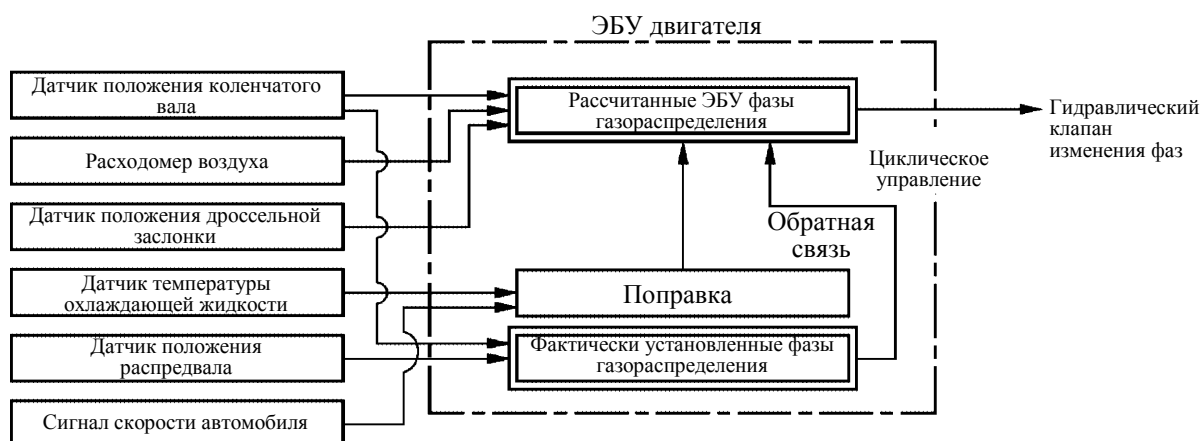 ЭБУ двигателя
Датчик положения коленчатого
вала
Расходомер воздуха
Датчик положения дроссельной
заслонки
Датчик температуры
охлаждающей жидкости
Датчик положения
распредвала
Сигнал скорости автомобиля
Рассчитанные ЭБУ фазы
газораспределения
Поправка
Фактически установленные фазы
газораспределения
Обратная
связь
Циклическое
управление
Гидравлический
клапан
изменения фаз